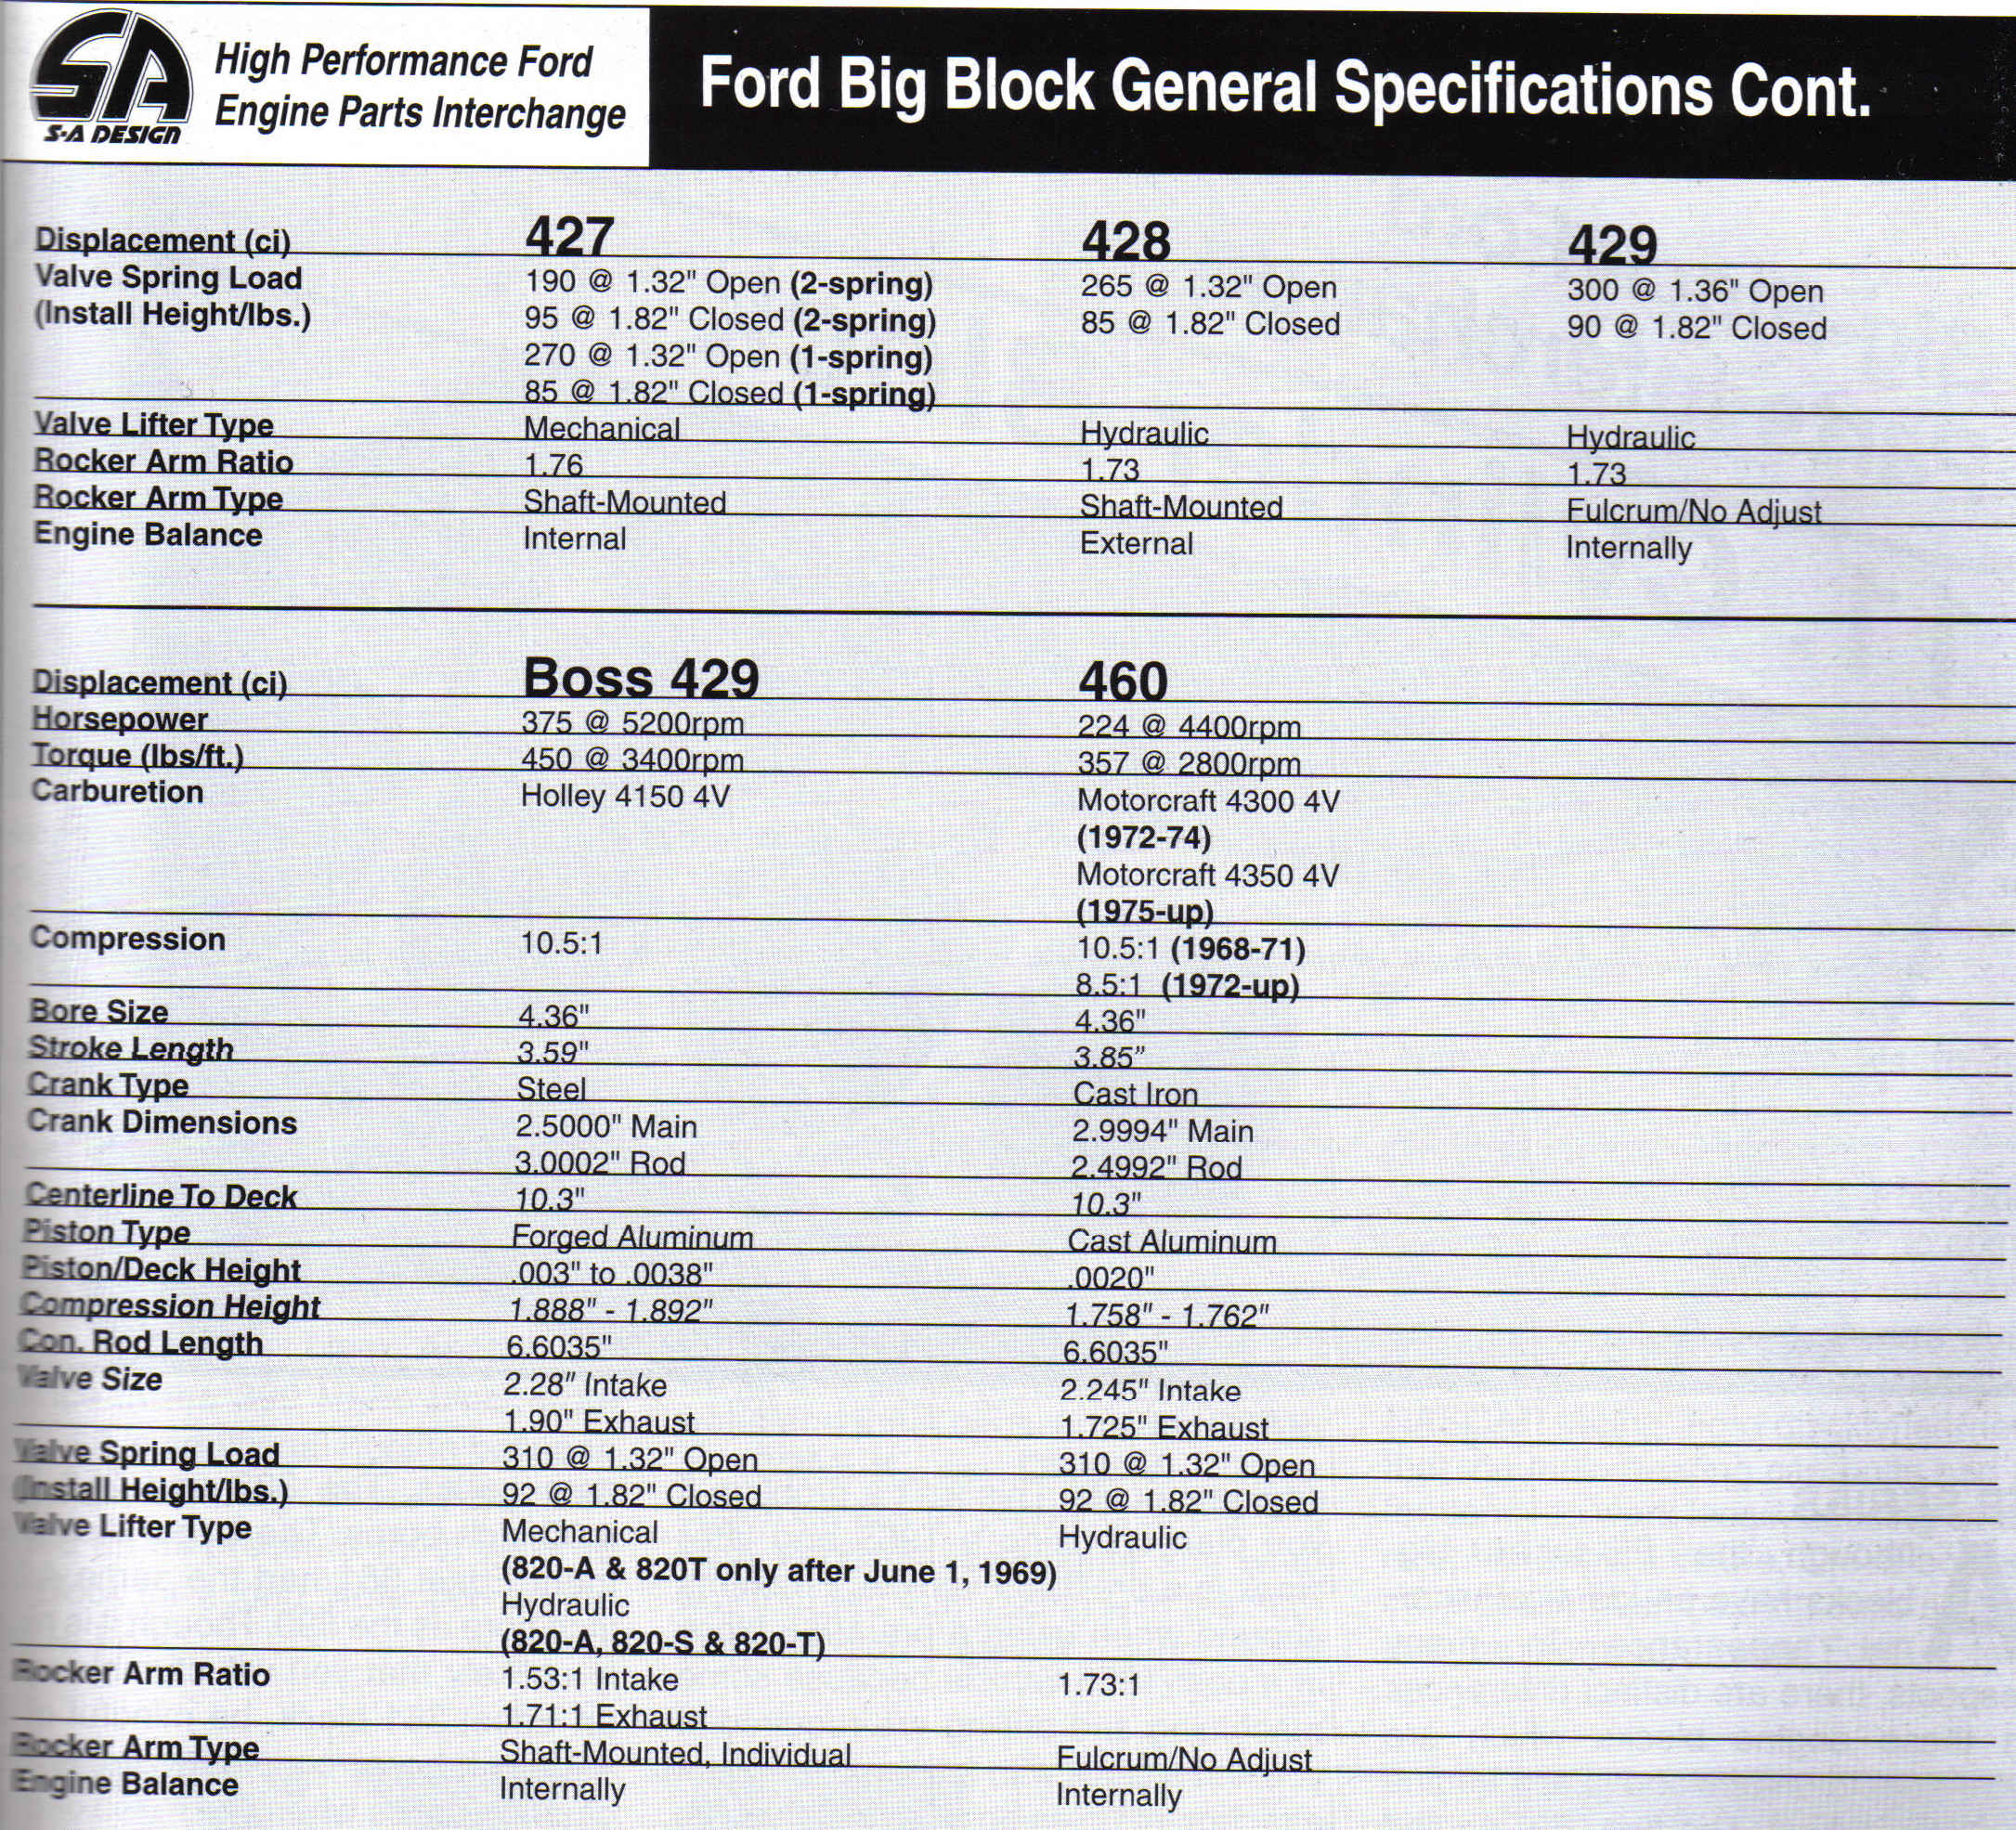 SA
S-A DESIGN
High Performance Ford
Engine Parts Interchange
Ford Big Block General Specifications Cont.
Displacement (ci) 427 428 429
Valve Spring Load 190 @ 1.32" Open (2-spring) 265 @ 1.32" Open 300 @ 1.36" Open
(Install Height/lbs.) 95 @ 1.82" Closed (2-spring) 85 @ 1.82" Closed 90 @ 1.82" Closed
270 @ 1.32" Open (1-spring)
85 @ 1.82" Closed (1-spring)
Valve Lifter Type Mechanical Hydraulic Hydraulic
Rocker Arm Ratio 1.76 1.73 1.73
Rocker Arm Type Shaft-Mounted Shaft-Mounted Fulcrum/No Adjust
Engine Balance Internal External Internally
Displacement (ci) Boss 429 460
Horsepower 375 @ 5200rpm 224 @ 4400rpm
Torque (lbs/ft.) 450 @ 3400rpm 357 @ 2800rpm
Carburetion Holley 4150 4V Motorcraft 4300 4V
(1972-74)
Motorcraft 4350 4V
(1975-up)
Compression 10.5:1 10.5:1 (1968-71)
8.5:1 (1972-up)
Bore Size 4.36" 4.36"
Stroke Length 3.59" 3.85"
Crank Type Steel Cast Iron
Crank Dimensions 2.5000" Main 2.9994" Main
3.0002" Rod 2.4992" Rod
Centerline To Deck 10.3" 10.3"
Piston Type Forged Aluminum Cast Aluminum
Piston/Deck Height .003" to .0038" .0020"
Compression Height 1.888" - 1.892" 1.758" - 1.762"
Con. Rod Length 6.6035" 6.6035"
Valve Size 2.28" Intake 2.245" Intake
1.90" Exhaust 1.725" Exhaust
Valve Spring Load 310 @ 1.32" Open 310 @ 1.32" Open
(Install Height/lbs.) 92 @ 1.82" Closed 92 @ 1.82" Closed
Valve Lifter Type Mechanical Hydraulic
(820-A & 820T only after June 1, 1969)
Hydraulic
(820-A, 820-S & 820-T)
Rocker Arm Ratio 1.53:1 Intake 1.73:1
1.71:1 Exhaust
Rocker Arm Type Shaft-Mounted, Individual Fulcrum/No Adjust
Engine Balance Internally Internally